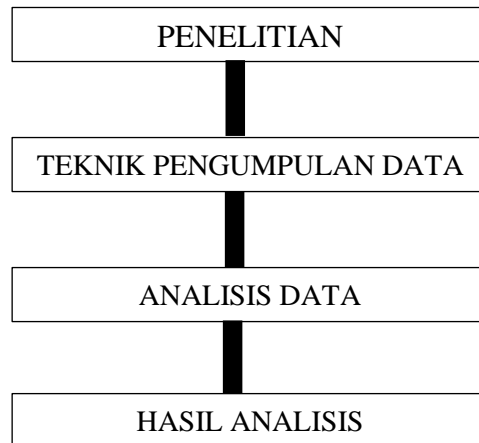 PENELITIAN
TEKNIK PENGUMPULAN DATA
ANALISIS DATA
HASIL ANALISIS